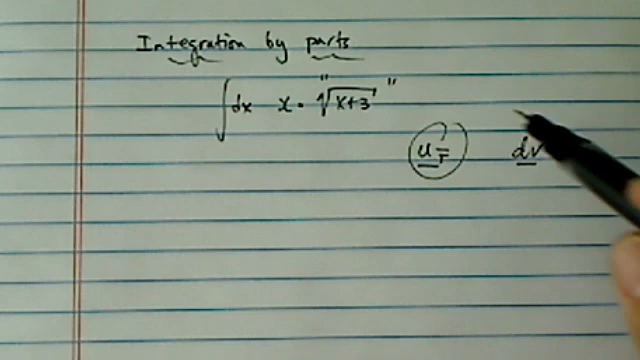 Integration by parts
∫dx x · "√x+3"
u= dv